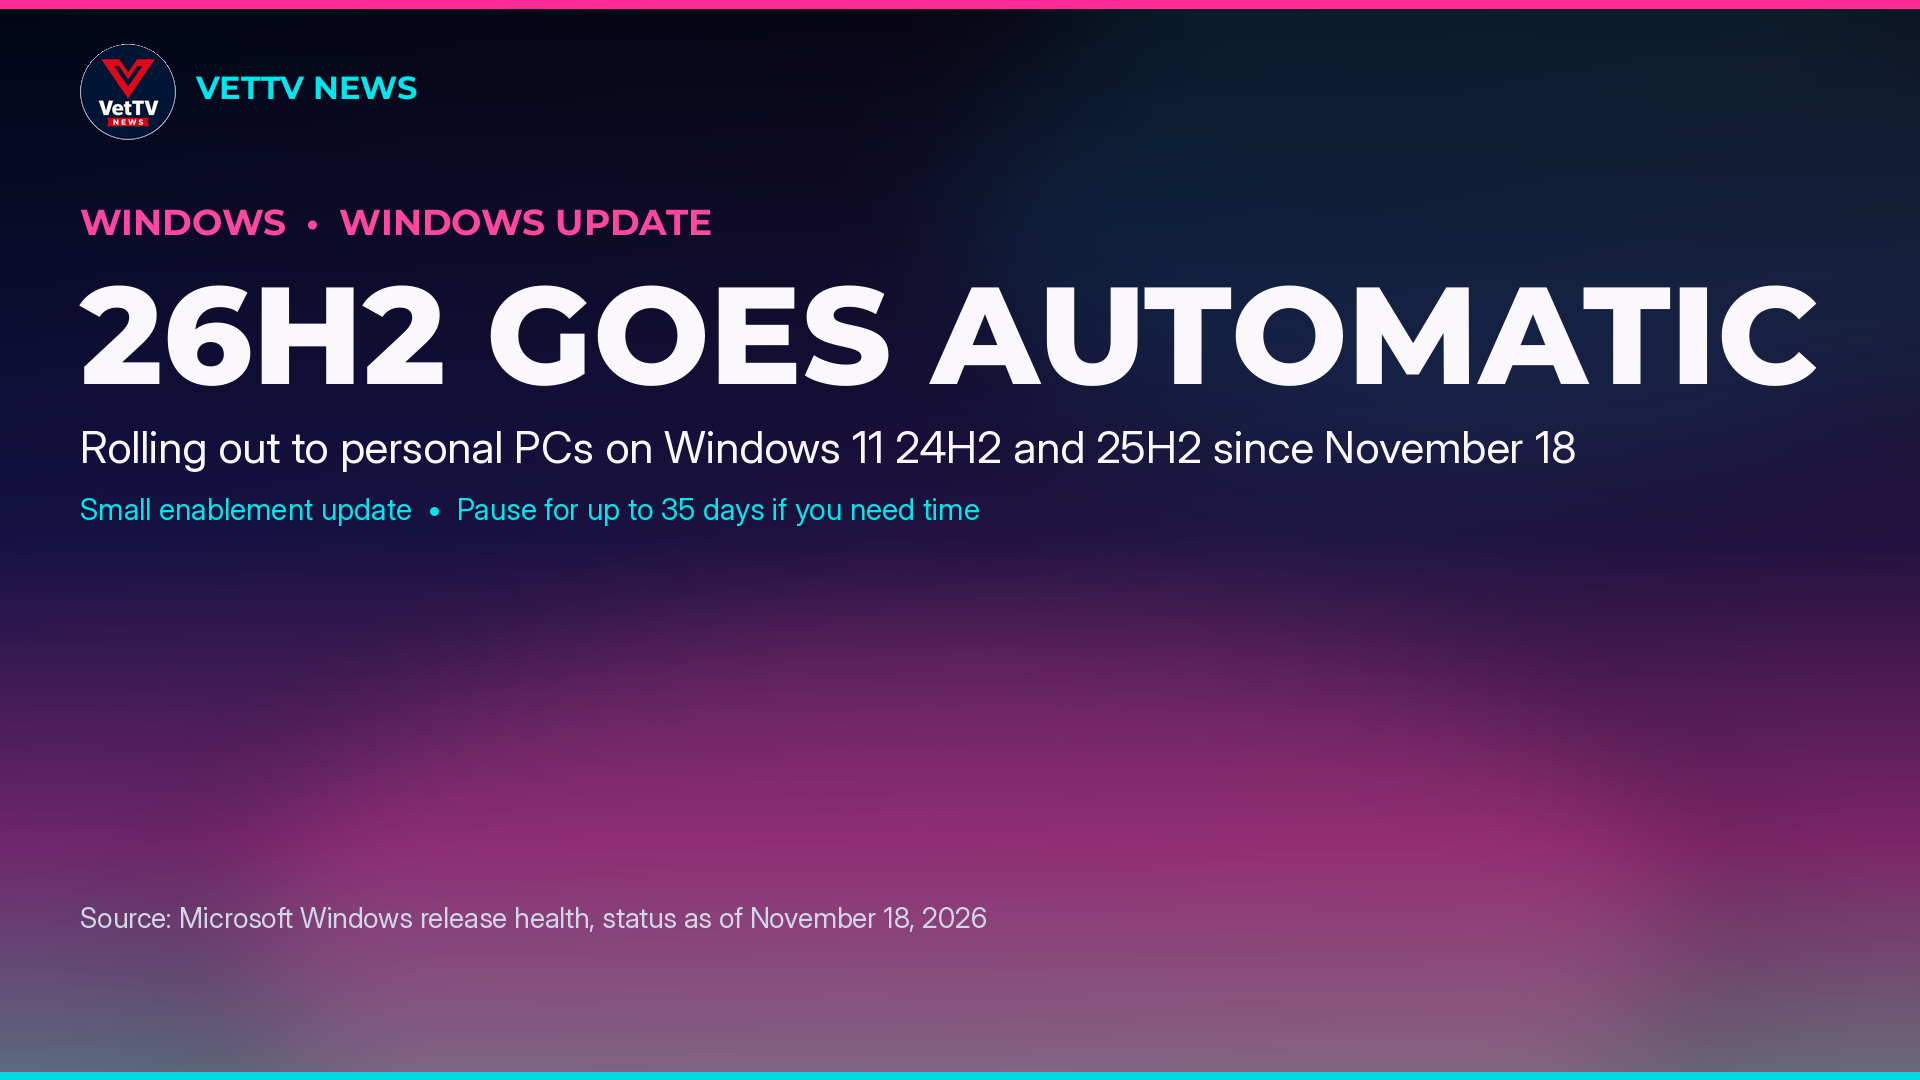 VetTV
NEWS
VETTV NEWS
WINDOWS • WINDOWS UPDATE
26H2 GOES AUTOMATIC
Rolling out to personal PCs on Windows 11 24H2 and 25H2 since November 18
Small enablement update • Pause for up to 35 days if you need time
Source: Microsoft Windows release health, status as of November 18, 2026